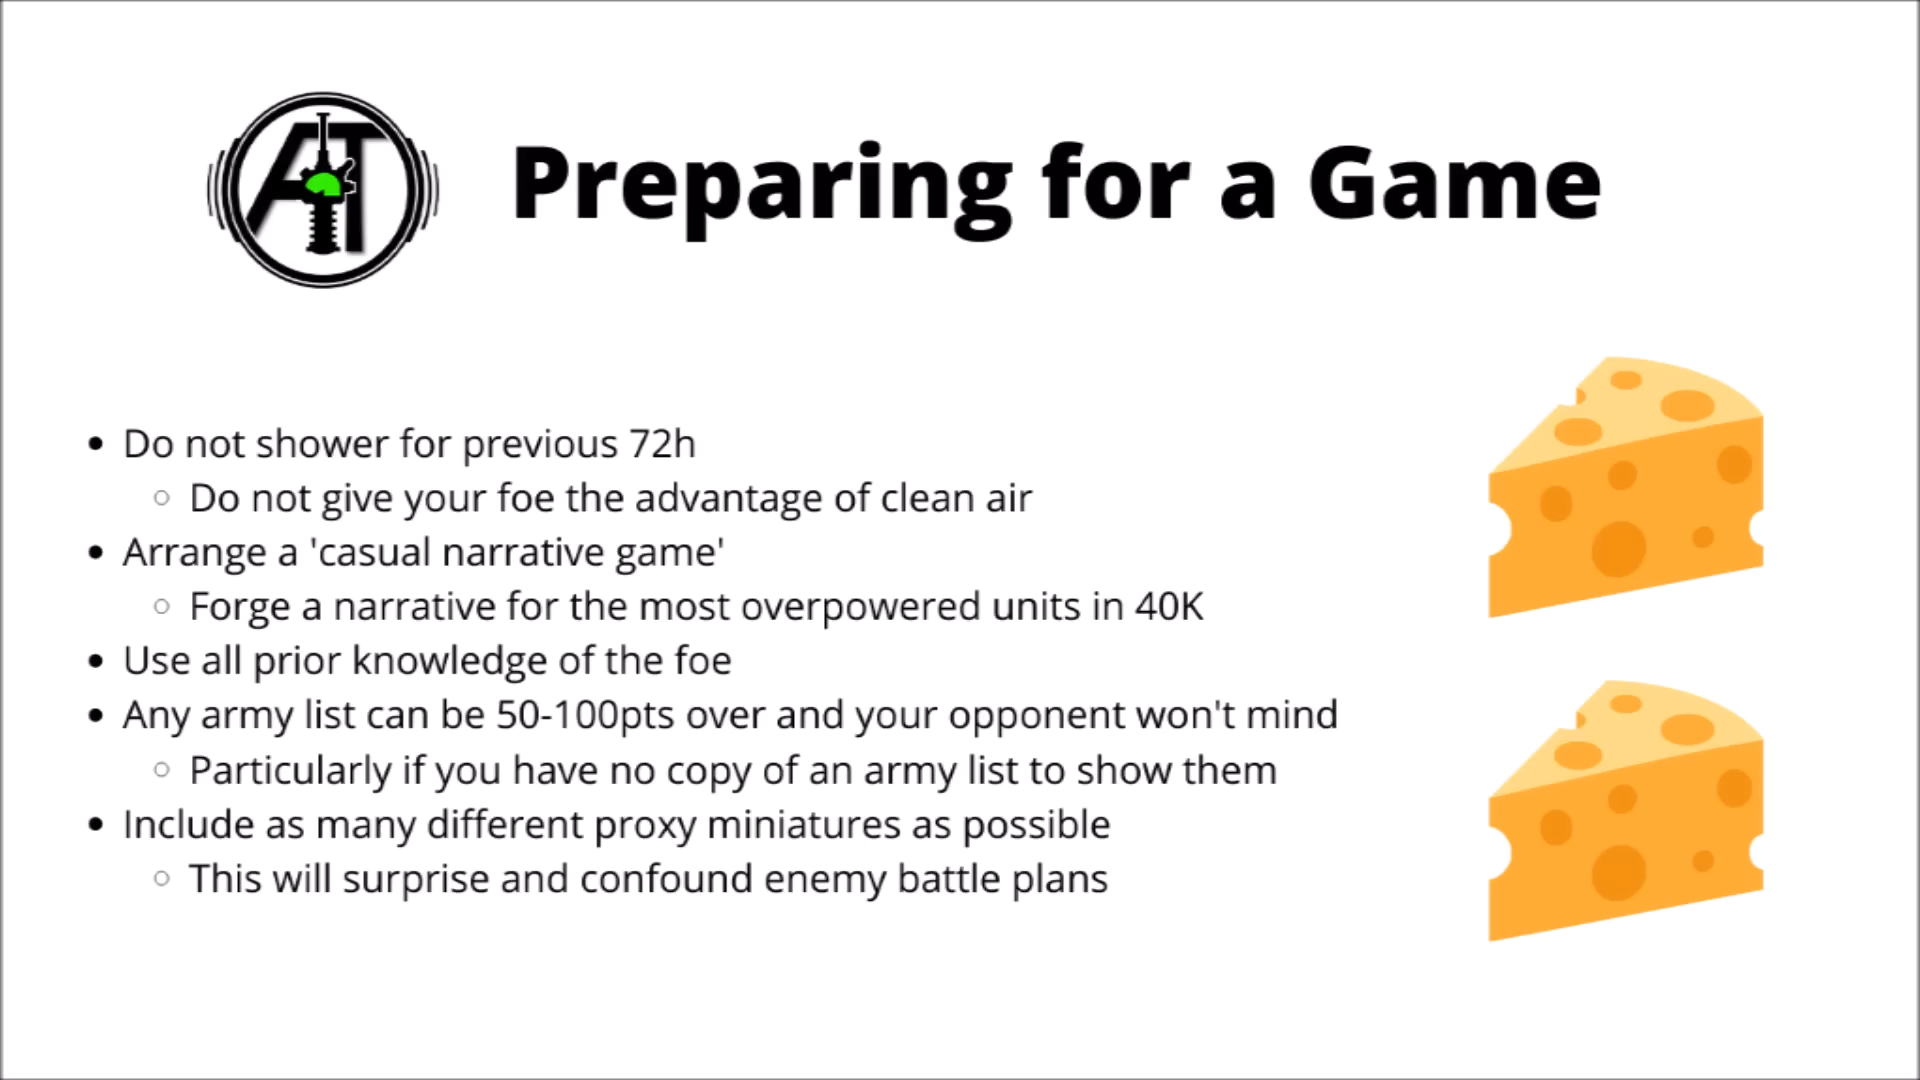 AT
Preparing for a Game
• Do not shower for previous 72h
○ Do not give your foe the advantage of clean air
• Arrange a 'casual narrative game'
○ Forge a narrative for the most overpowered units in 40K
• Use all prior knowledge of the foe
• Any army list can be 50-100pts over and your opponent won't mind
○ Particularly if you have no copy of an army list to show them
• Include as many different proxy miniatures as possible
○ This will surprise and confound enemy battle plans